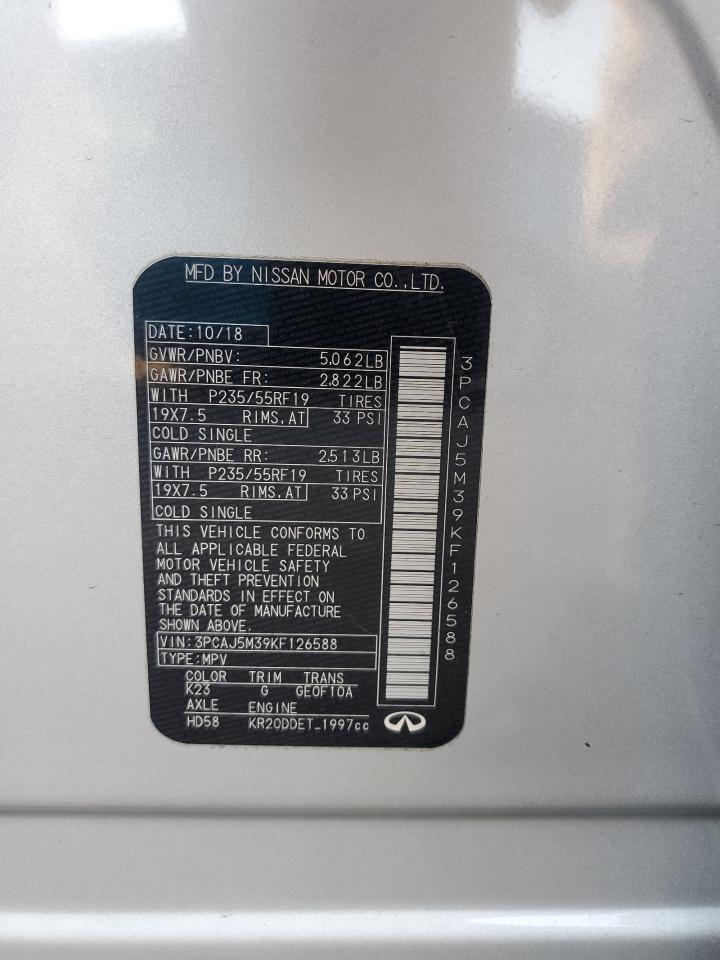 MFD BY NISSAN MOTOR CO.,LTD.
DATE:10/18
GVWR/PNBV: 5,062LB
GAWR/PNBE FR: 2,822LB
WITH P235/55RF19 TIRES
19X7.5 RIMS,AT 33 PSI
COLD SINGLE
GAWR/PNBE RR: 2,513LB
WITH P235/55RF19 TIRES
19X7.5 RIMS,AT 33 PSI
COLD SINGLE
THIS VEHICLE CONFORMS TO
ALL APPLICABLE FEDERAL
MOTOR VEHICLE SAFETY
AND THEFT PREVENTION
STANDARDS IN EFFECT ON
THE DATE OF MANUFACTURE
SHOWN ABOVE.
VIN:3PCAJ5M39KF126588
TYPE:MPV
COLOR TRIM TRANS
K23 G GE0F10A
AXLE ENGINE
HD58 KR20DDET_1997cc
3PCAJ5M39KF126588